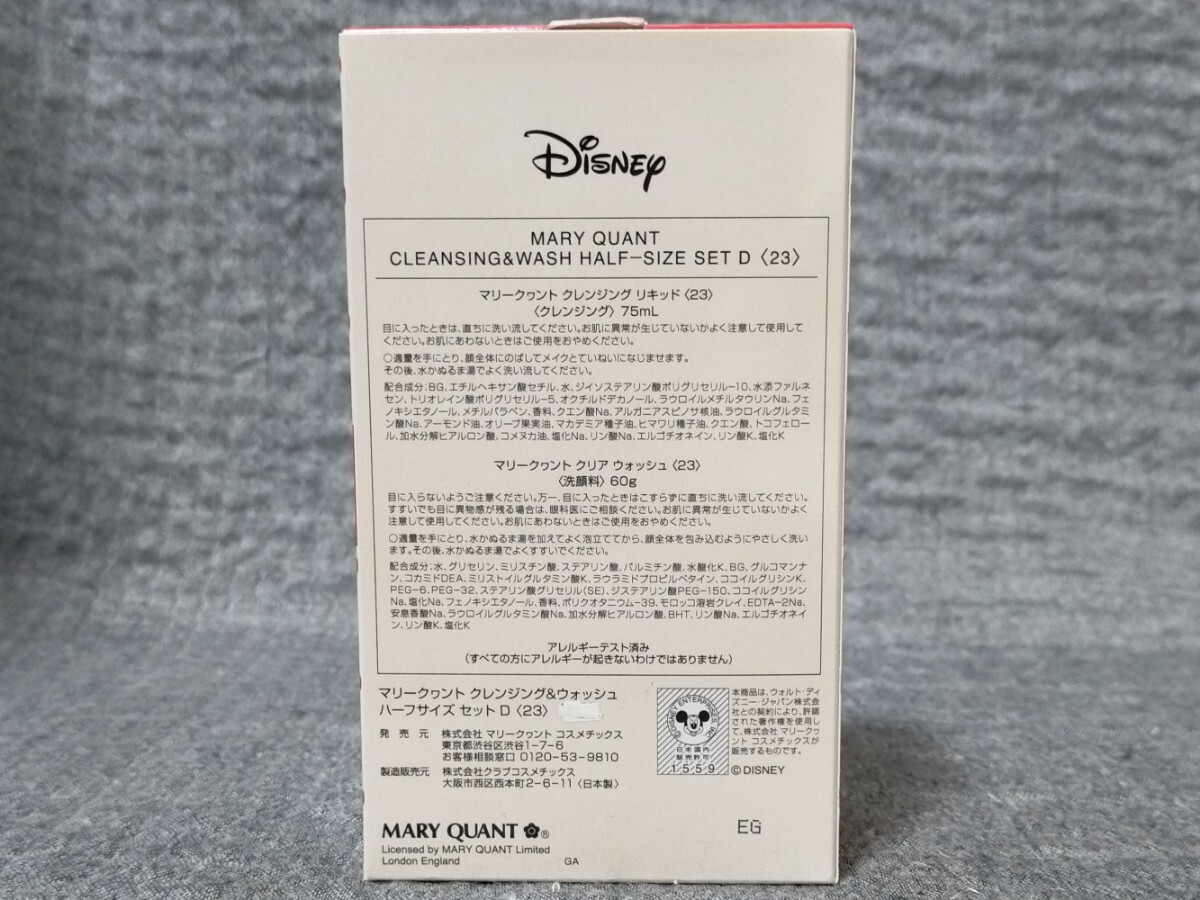 Disney
MARY QUANT
CLEANSING&WASH HALF-SIZE SET D〈23〉
マリークヮント クレンジング リキッド〈23〉
〈クレンジング〉75mL
目に入ったときは、直ちに洗い流してください。お肌に異常が生じていないかよく注意して使用して
ください。お肌にあわないときはご使用をおやめください。
○適量を手にとり、顔全体にのばしてメイクとていねいになじませます。
その後、水かぬるま湯でよく洗い流してください。
配合成分:BG、エチルヘキサン酸セチル、水、ジイソステアリン酸ポリグリセリル-10、水添ファルネ
セン、トリオレイン酸ポリグリセリル-5、オクチルドデカノール、ラウロイルメチルタウリンNa、フェ
ノキシエタノール、メチルパラベン、香料、クエン酸Na、アルガニアスピノサ核油、ラウロイルグルタミ
ン酸Na、アーモンド油、オリーブ果実油、マカデミア種子油、ヒマワリ種子油、クエン酸、トコフェロ
ール、加水分解ヒアルロン酸、コメヌカ油、塩化Na、リン酸Na、エルゴチオネイン、リン酸K、塩化K
マリークヮント クリア ウォッシュ〈23〉
〈洗顔料〉60g
目に入らないようご注意ください。万一、目に入ったときはこすらずに直ちに洗い流してください。
すすいでも目に異物感が残る場合は、眼科医にご相談ください。お肌に異常が生じていないかよく
注意して使用してください。お肌にあわないときはご使用をおやめください。
○適量を手にとり、水かぬるま湯を加えてよく泡立ててから、顔全体を包み込むようにやさしく洗い
ます。その後、水かぬるま湯でよくすすいでください。
配合成分:水、グリセリン、ミリスチン酸、ステアリン酸、パルミチン酸、水酸化K、BG、グルコマンナ
ン、コカミドDEA、ミリストイルグルタミン酸K、ラウラミドプロピルベタイン、ココイルグリシンK、
PEG-6、PEG-32、ステアリン酸グリセリル(SE)、ジステアリン酸PEG-150、ココイルグリシン
Na、塩化Na、フェノキシエタノール、香料、ポリクオタニウム-39、モロッコ溶岩クレイ、EDTA-2Na、
安息香酸Na、ラウロイルグルタミン酸Na、加水分解ヒアルロン酸、BHT、リン酸Na、エルゴチオネイ
ン、リン酸K、塩化K
アレルギーテスト済み
(すべての方にアレルギーが起きないわけではありません)
マリークヮント クレンジング&ウォッシュ
ハーフサイズ セット D〈23〉
発売元 株式会社 マリークヮント コスメチックス
東京都渋谷区渋谷1-7-6
お客様相談窓口 0120-53-9810
製造販売元 株式会社クラブコスメチックス
大阪市西区西本町2-6-11〈日本製〉
©DISNEY ENTERPRISES, INC.
日本国内
販売許可
1559
本商品は、ウォルト・ディ
ズニー・ジャパン株式会
社との契約により、許諾
された著作権を使用し
て、株式会社 マリークヮ
ント コスメチックスが
販売するものです。
©DISNEY
MARY QUANT ®
Licensed by MARY QUANT Limited
London England
GA
EG